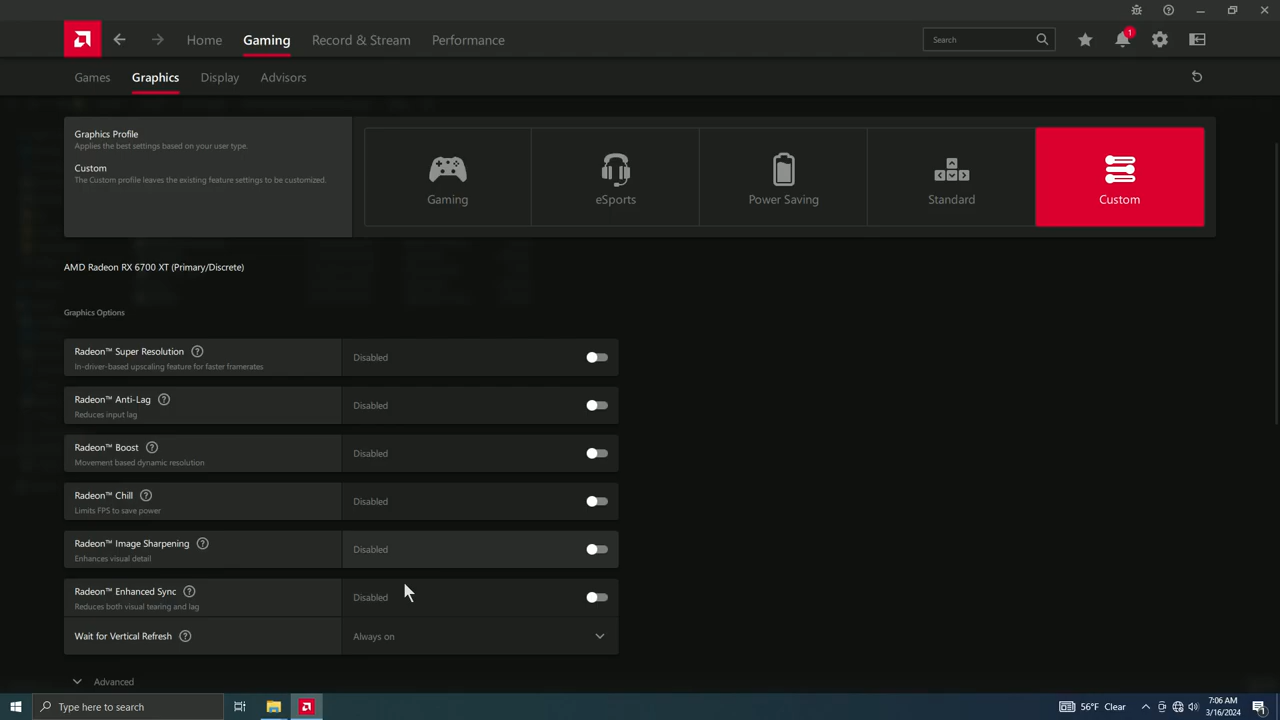 Home
Gaming
Record & Stream
Performance
Search
1
Games
Graphics
Display
Advisors
Graphics Profile
Applies the best settings based on your user type.
Custom
The Custom profile leaves the existing feature settings to be customized.
Gaming
eSports
Power Saving
Standard
Custom
AMD Radeon RX 6700 XT (Primary/Discrete)
Graphics Options
Radeon™ Super Resolution ?
In-driver-based upscaling feature for faster framerates
Disabled
Radeon™ Anti-Lag ?
Reduces input lag
Disabled
Radeon™ Boost ?
Movement based dynamic resolution
Disabled
Radeon™ Chill ?
Limits FPS to save power
Disabled
Radeon™ Image Sharpening ?
Enhances visual detail
Disabled
Radeon™ Enhanced Sync ?
Reduces both visual tearing and lag
Disabled
Wait for Vertical Refresh ?
Always on
Advanced
Type here to search
56°F Clear
7:06 AM
3/16/2024
1